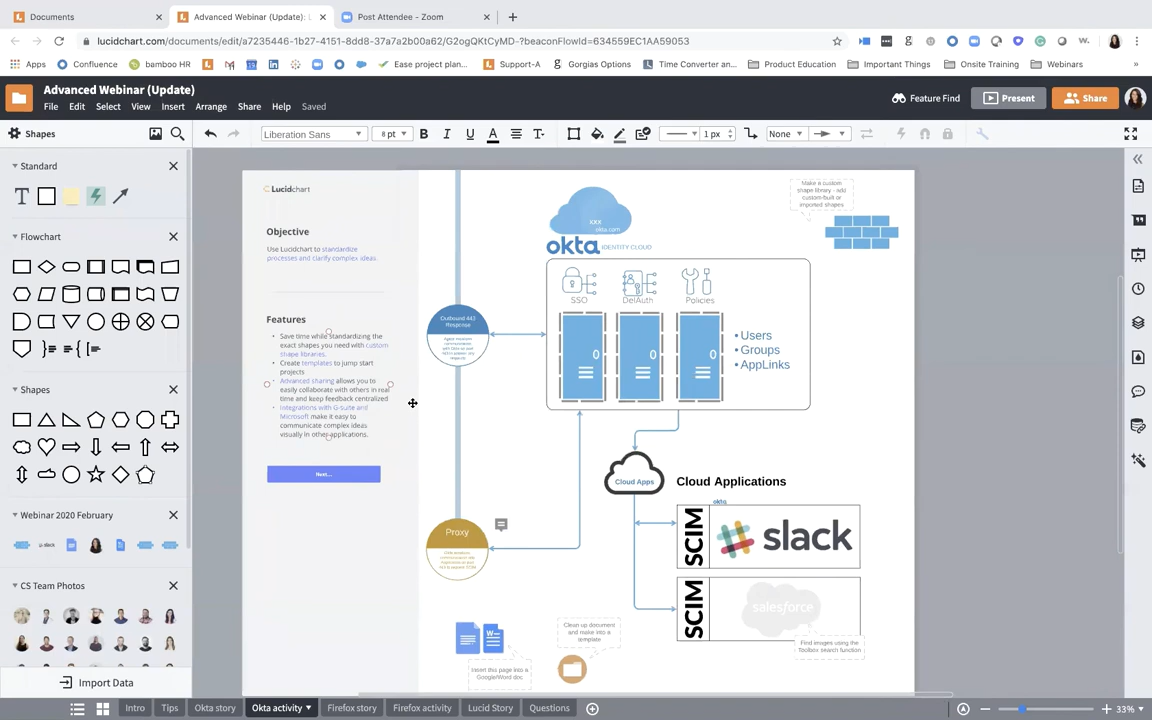 Documents
Advanced Webinar (Update): L
Post Attendee - Zoom
lucidchart.com/documents/edit/a7235446-1b27-4151-8dd8-37a7a2b00a62/G2ogQKtCyMD-?beaconFlowId=634559EC1AA59053
Apps
Confluence
bamboo HR
Ease project plan...
Support-A
Gorgias Options
Time Converter an...
Product Education
Important Things
Onsite Training
Webinars
»
Advanced Webinar (Update)
File Edit Select View Insert Arrange Share Help Saved
Feature Find
Present
Share
Shapes
Liberation Sans
8 pt
B I U A T
1 px
None
Standard
T
Flowchart
Shapes
Webinar 2020 February
CS Team Photos
Import Data
Lucidchart
Objective
Use Lucidchart to standardize
processes and clarify complex ideas.
Features
• Save time while standardizing the
exact shapes you need with custom
shape libraries.
• Create templates to jump start
projects
• Advanced sharing allows you to
easily collaborate with others in real
time and keep feedback centralized
• Integrations with G-suite and
Microsoft make it easy to
communicate complex ideas
visually in other applications.
Next...
Outbound 443
Response
Proxy
xxx
okta.com
okta IDENTITY CLOUD
SSO
DelAuth
Policies
• Users
• Groups
• AppLinks
Make a custom
shape library - add
custom-built or
imported shapes
Cloud Apps
Cloud Applications
okta
SCIM
slack
SCIM
salesforce
Find images using the
Toolbox search function
Clean up document
and make into a
template
W
Insert this page into a
Google/Word doc
Intro
Tips
Okta story
Okta activity
Firefox story
Firefox activity
Lucid Story
Questions
33%